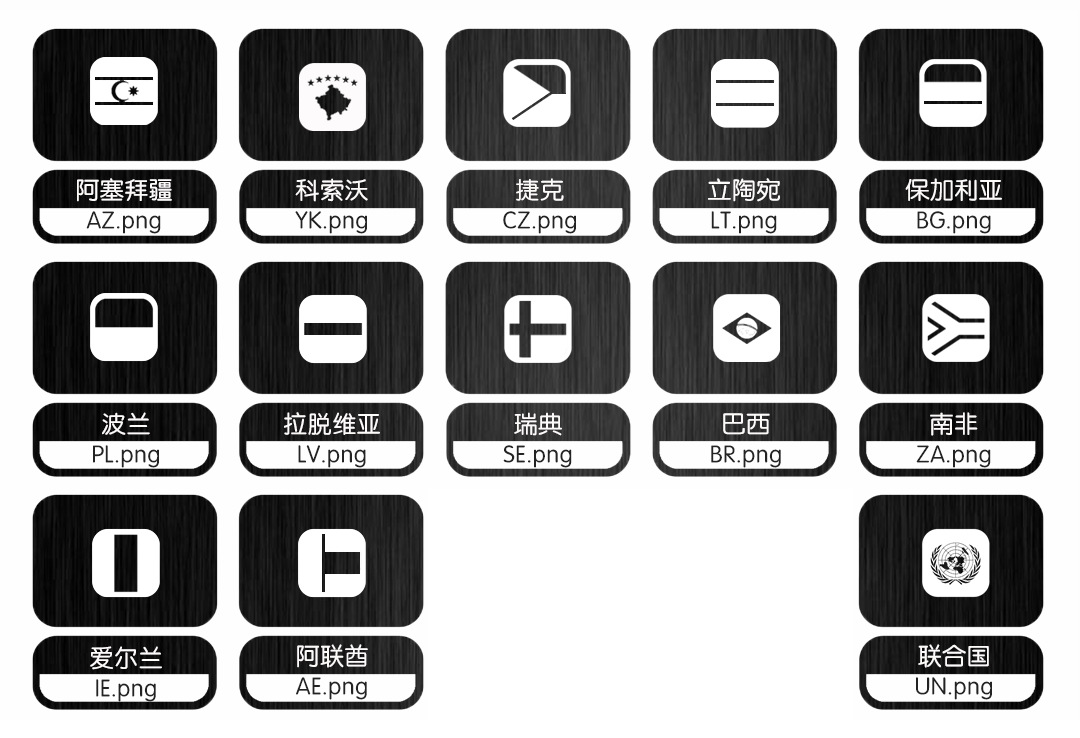 阿塞拜疆
AZ.png
科索沃
YK.png
捷克
CZ.png
立陶宛
LT.png
保加利亚
BG.png
波兰
PL.png
拉脱维亚
LV.png
瑞典
SE.png
巴西
BR.png
南非
ZA.png
爱尔兰
IE.png
阿联酋
AE.png
联合国
UN.png